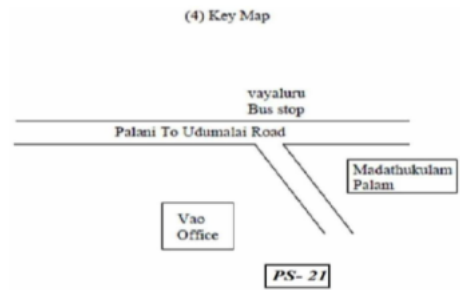 (4) Key Map
vayaluru
Bus stop
Palani To Udumalai Road
Madathukulam
Palam
Vao
Office
PS- 21